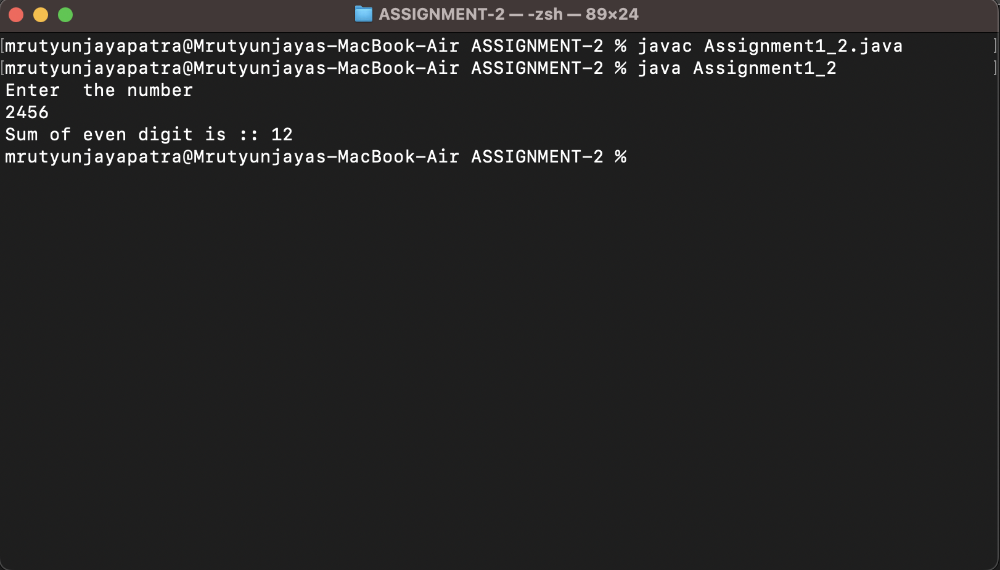 ASSIGNMENT-2 — -zsh — 89×24
[mrutyunjayapatra@Mrutyunjayas-MacBook-Air ASSIGNMENT-2 % javac Assignment1_2.java ]
[mrutyunjayapatra@Mrutyunjayas-MacBook-Air ASSIGNMENT-2 % java Assignment1_2 ]
Enter  the number
2456
Sum of even digit is :: 12
mrutyunjayapatra@Mrutyunjayas-MacBook-Air ASSIGNMENT-2 %